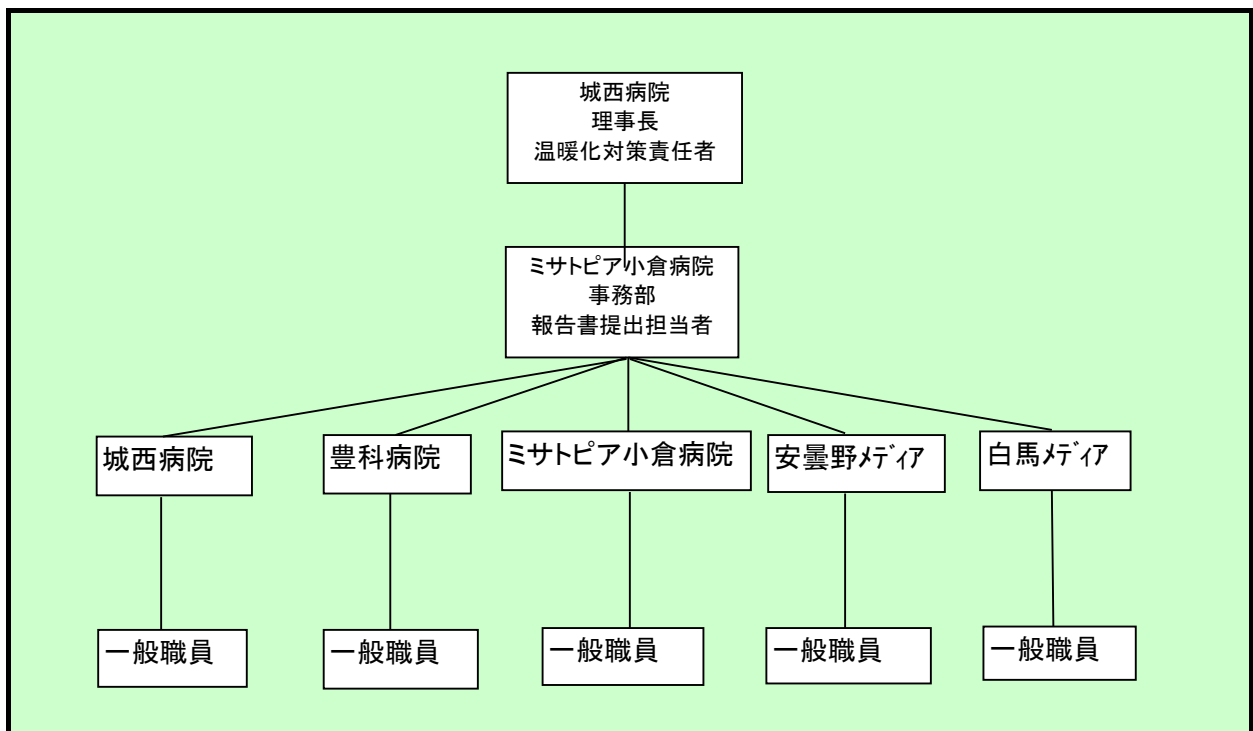 城西病院
理事長
温暖化対策責任者
ミサトピア小倉病院
事務部
報告書提出担当者
城西病院
豊科病院
ミサトピア小倉病院
安曇野ﾒﾃﾞｨｱ
白馬ﾒﾃﾞｨｱ
一般職員
一般職員
一般職員
一般職員
一般職員